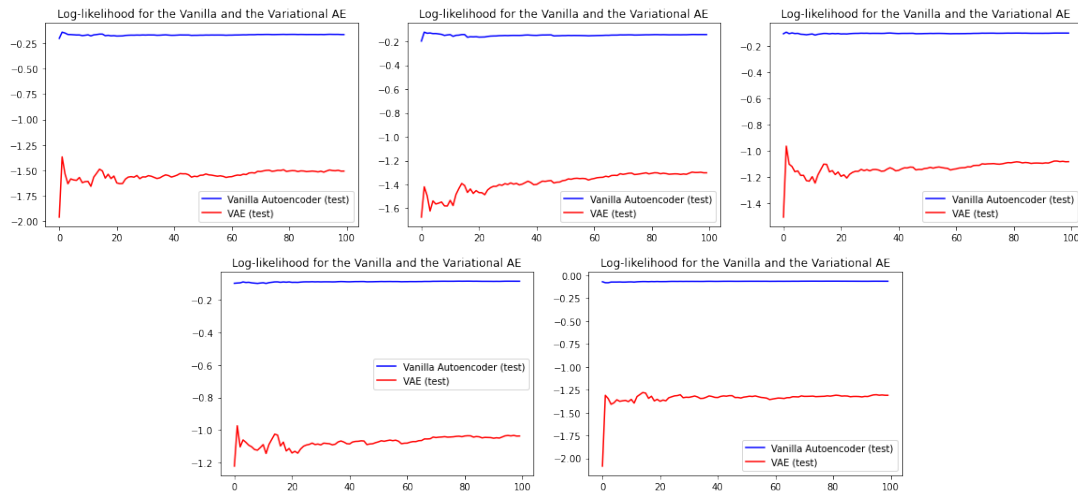 Log-likelihood for the Vanilla and the Variational AE
−0.25
−0.50
−0.75
−1.00
−1.25
−1.50
−1.75
−2.00
Vanilla Autoencoder (test)
VAE (test)
0 20 40 60 80 100
Log-likelihood for the Vanilla and the Variational AE
−0.2
−0.4
−0.6
−0.8
−1.0
−1.2
−1.4
−1.6
Vanilla Autoencoder (test)
VAE (test)
0 20 40 60 80 100
Log-likelihood for the Vanilla and the Variational AE
−0.2
−0.4
−0.6
−0.8
−1.0
−1.2
−1.4
Vanilla Autoencoder (test)
VAE (test)
0 20 40 60 80 100
Log-likelihood for the Vanilla and the Variational AE
−0.2
−0.4
−0.6
−0.8
−1.0
−1.2
Vanilla Autoencoder (test)
VAE (test)
0 20 40 60 80 100
Log-likelihood for the Vanilla and the Variational AE
0.00
−0.25
−0.50
−0.75
−1.00
−1.25
−1.50
−1.75
−2.00
Vanilla Autoencoder (test)
VAE (test)
0 20 40 60 80 100